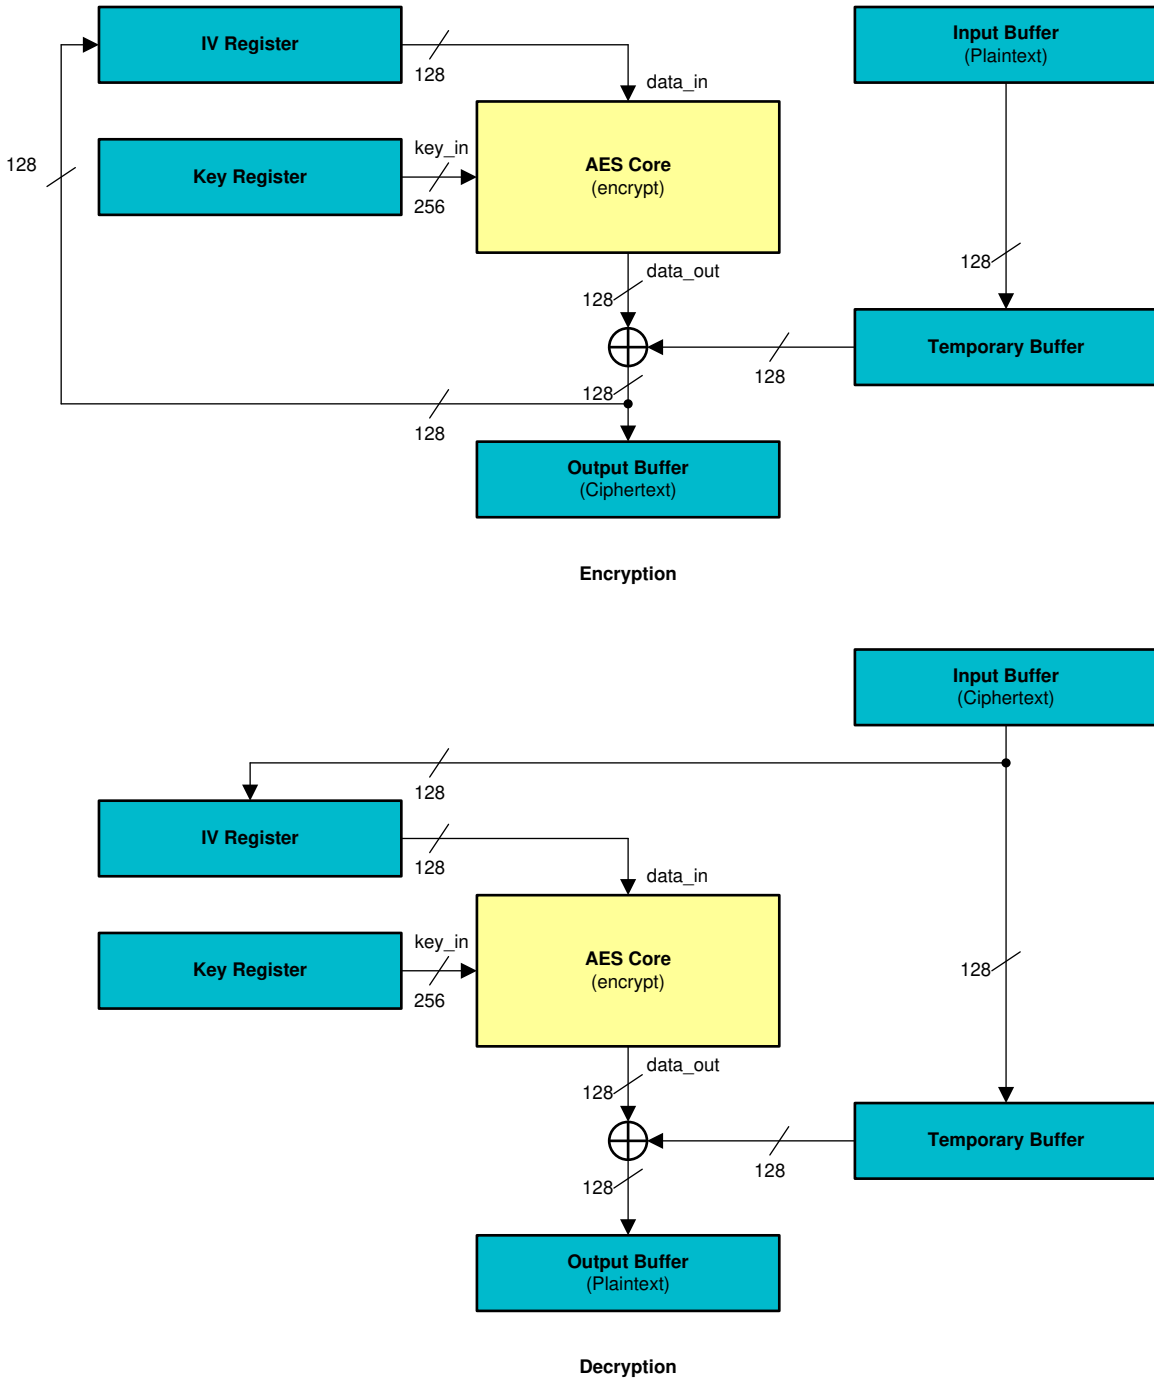 IV Register
128
data_in
Input Buffer
(Plaintext)
128
Key Register
key_in
256
AES Core
(encrypt)
data_out
128
128
Temporary Buffer
128
128
128
Output Buffer
(Ciphertext)
Encryption
Input Buffer
(Ciphertext)
128
IV Register
128
data_in
Key Register
key_in
256
AES Core
(encrypt)
128
data_out
128
Temporary Buffer
128
128
Output Buffer
(Plaintext)
Decryption